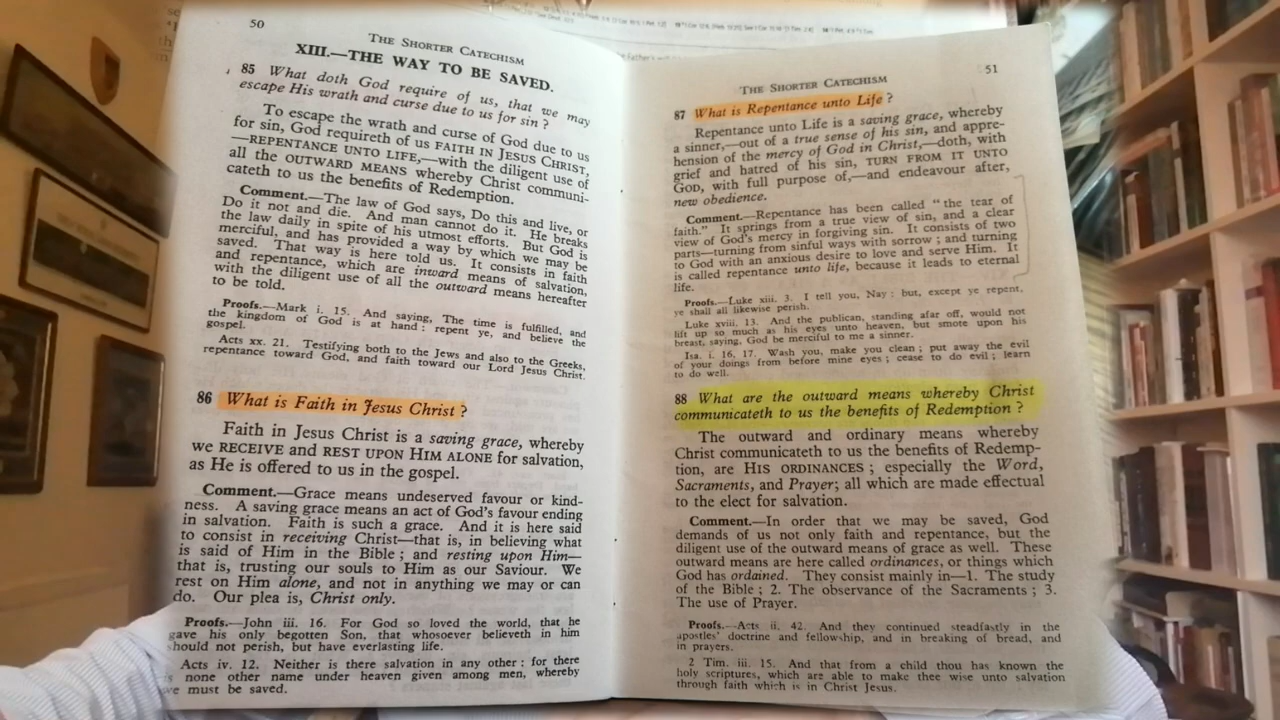 50
THE SHORTER CATECHISM
XIII.—THE WAY TO BE SAVED.
85 What doth God require of us, that we may
escape His wrath and curse due to us for sin ?
To escape the wrath and curse of God due to us
for sin, God requireth of us FAITH IN JESUS CHRIST,
—REPENTANCE UNTO LIFE,—with the diligent use of
all the OUTWARD MEANS whereby Christ communi-
cateth to us the benefits of Redemption.
Comment.—The law of God says, Do this and live, or
Do it not and die. And man cannot do it. He breaks
the law daily in spite of his utmost efforts. But God is
merciful, and has provided a way by which we may be
saved. That way is here told us. It consists in faith
and repentance, which are inward means of salvation,
with the diligent use of all the outward means hereafter
to be told.
Proofs.—Mark i. 15. And saying, The time is fulfilled, and
the kingdom of God is at hand : repent ye, and believe the
gospel.
Acts xx. 21. Testifying both to the Jews and also to the Greeks,
repentance toward God, and faith toward our Lord Jesus Christ.
86 What is Faith in Jesus Christ ?
Faith in Jesus Christ is a saving grace, whereby
we RECEIVE and REST UPON HIM ALONE for salvation,
as He is offered to us in the gospel.
Comment.—Grace means undeserved favour or kind-
ness. A saving grace means an act of God's favour ending
in salvation. Faith is such a grace. And it is here said
to consist in receiving Christ—that is, in believing what
is said of Him in the Bible ; and resting upon Him—
that is, trusting our souls to Him as our Saviour. We
rest on Him alone, and not in anything we may or can
do. Our plea is, Christ only.
Proofs.—John iii. 16. For God so loved the world, that he
gave his only begotten Son, that whosoever believeth in him
should not perish, but have everlasting life.
Acts iv. 12. Neither is there salvation in any other : for there
is none other name under heaven given among men, whereby
we must be saved.
THE SHORTER CATECHISM
51
87 What is Repentance unto Life ?
Repentance unto Life is a saving grace, whereby
a sinner,—out of a true sense of his sin, and appre-
hension of the mercy of God in Christ,—doth, with
grief and hatred of his sin, TURN FROM IT UNTO
GOD, with full purpose of,—and endeavour after,
new obedience.
Comment.—Repentance has been called "the tear of
faith." It springs from a true view of sin, and a clear
view of God's mercy in forgiving sin. It consists of two
parts—turning from sinful ways with sorrow ; and turning
to God with an anxious desire to love and serve Him. It
is called repentance unto life, because it leads to eternal
life.
Proofs.—Luke xiii. 3. I tell you, Nay : but, except ye repent,
ye shall all likewise perish.
Luke xviii. 13. And the publican, standing afar off, would not
lift up so much as his eyes unto heaven, but smote upon his
breast, saying, God be merciful to me a sinner.
Isa. i. 16, 17. Wash you, make you clean ; put away the evil
of your doings from before mine eyes ; cease to do evil ; learn
to do well.
88 What are the outward means whereby Christ
communicateth to us the benefits of Redemption ?
The outward and ordinary means whereby
Christ communicateth to us the benefits of Redemp-
tion, are HIS ORDINANCES ; especially the Word,
Sacraments, and Prayer; all which are made effectual
to the elect for salvation.
Comment.—In order that we may be saved, God
demands of us not only faith and repentance, but the
diligent use of the outward means of grace as well. These
outward means are here called ordinances, or things which
God has ordained. They consist mainly in—1. The study
of the Bible ; 2. The observance of the Sacraments ; 3.
The use of Prayer.
Proofs.—Acts ii. 42. And they continued steadfastly in the
apostles' doctrine and fellowship, and in breaking of bread, and
in prayers.
2 Tim. iii. 15. And that from a child thou has known the
holy scriptures, which are able to make thee wise unto salvation
through faith which is in Christ Jesus.